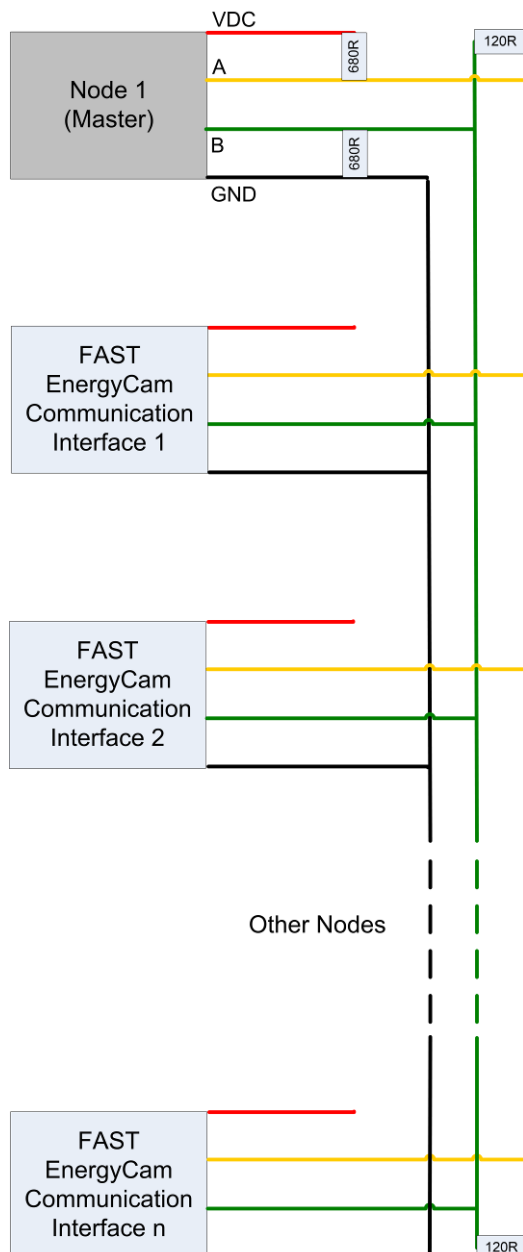 VDC
120R
680R
A
Node 1
(Master)
B
680R
GND
FAST
EnergyCam
Communication
Interface 1
FAST
EnergyCam
Communication
Interface 2
Other Nodes
FAST
EnergyCam
Communication
Interface n
120R